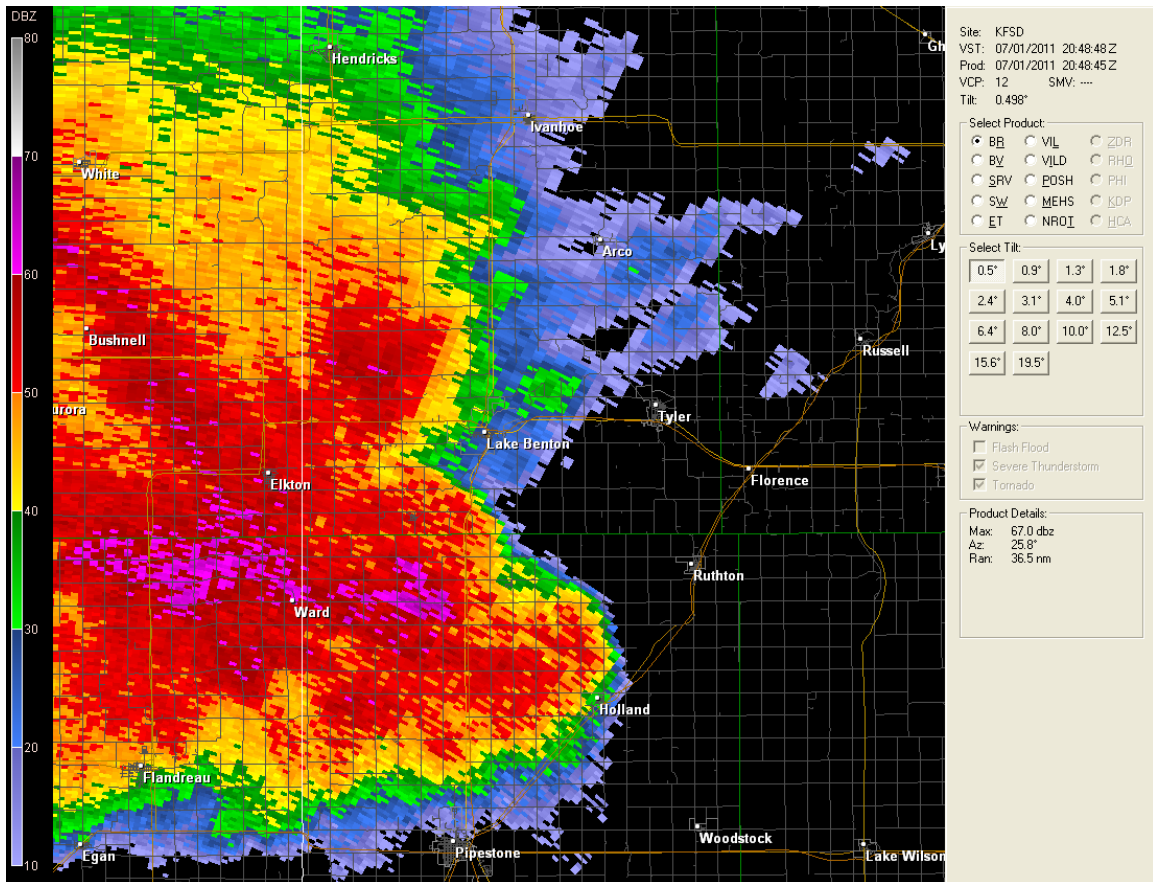 DBZ
80
70
60
50
40
30
20
10
Hendricks
Gh
Ivanhoe
White
Arco
Ly
Bushnell
Russell
urora
Tyler
Lake Benton
Elkton
Florence
Ruthton
Ward
Holland
Flandreau
Woodstock
Egan
Pipestone
Lake Wilson
Site: KFSD
VST: 07/01/2011 20:48:48 Z
Prod: 07/01/2011 20:48:45 Z
VCP: 12 SMV: ----
Tilt: 0.498°
Select Product:
BR VIL ZDR
BV VILD RHO
SRV POSH PHI
SW MEHS KDP
ET NROT HCA
Select Tilt:
0.5° 0.9° 1.3° 1.8°
2.4° 3.1° 4.0° 5.1°
6.4° 8.0° 10.0° 12.5°
15.6° 19.5°
Warnings:
Flash Flood
Severe Thunderstorm
Tornado
Product Details:
Max: 67.0 dbz
Az: 25.8°
Ran: 36.5 nm